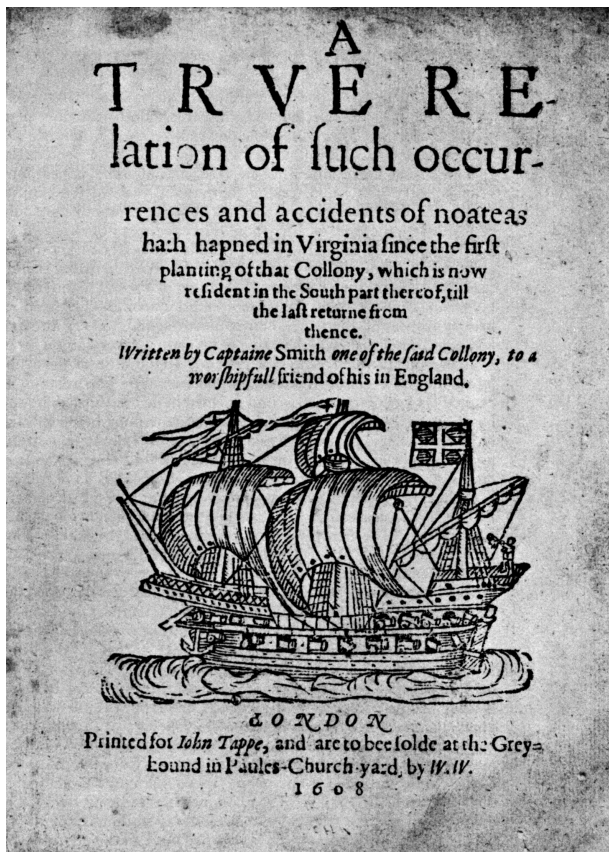 A
TRVE RE-
lation of ſuch occur-
rences and accidents of noateas
hath hapned in Virginia ſince the firſt
planting of that Collony, which is now
reſident in the South part thereof, till
the laſt returne from
thence.
Written by Captaine Smith one of the ſaid Collony, to a
worſhipfull friend of his in England.
LONDON
Printed for Iohn Tappe, and are to bee ſolde at the Grey-
hound in Paules-Church-yard, by W.W.
1608